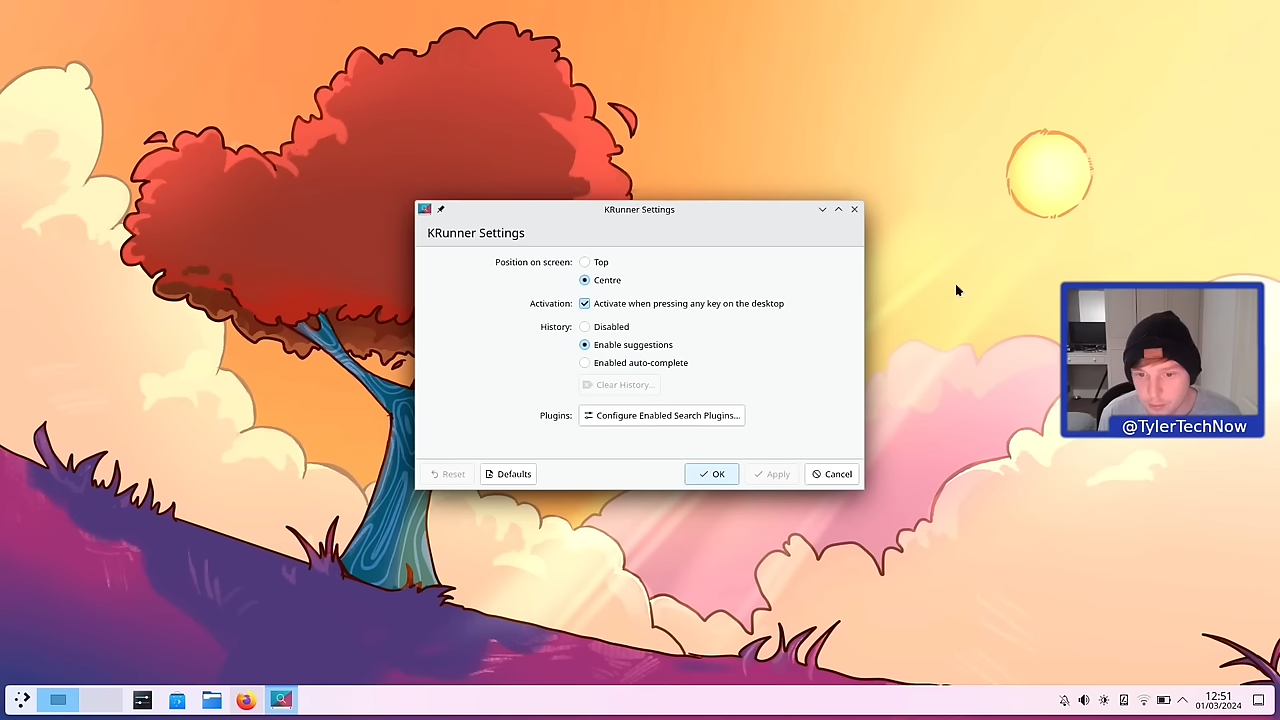 KRunner Settings
KRunner Settings
Position on screen: Top
Centre
Activation: Activate when pressing any key on the desktop
History: Disabled
Enable suggestions
Enabled auto-complete
Clear History...
Plugins: Configure Enabled Search Plugins...
Reset Defaults OK Apply Cancel
@TylerTechNow
12:51
01/03/2024